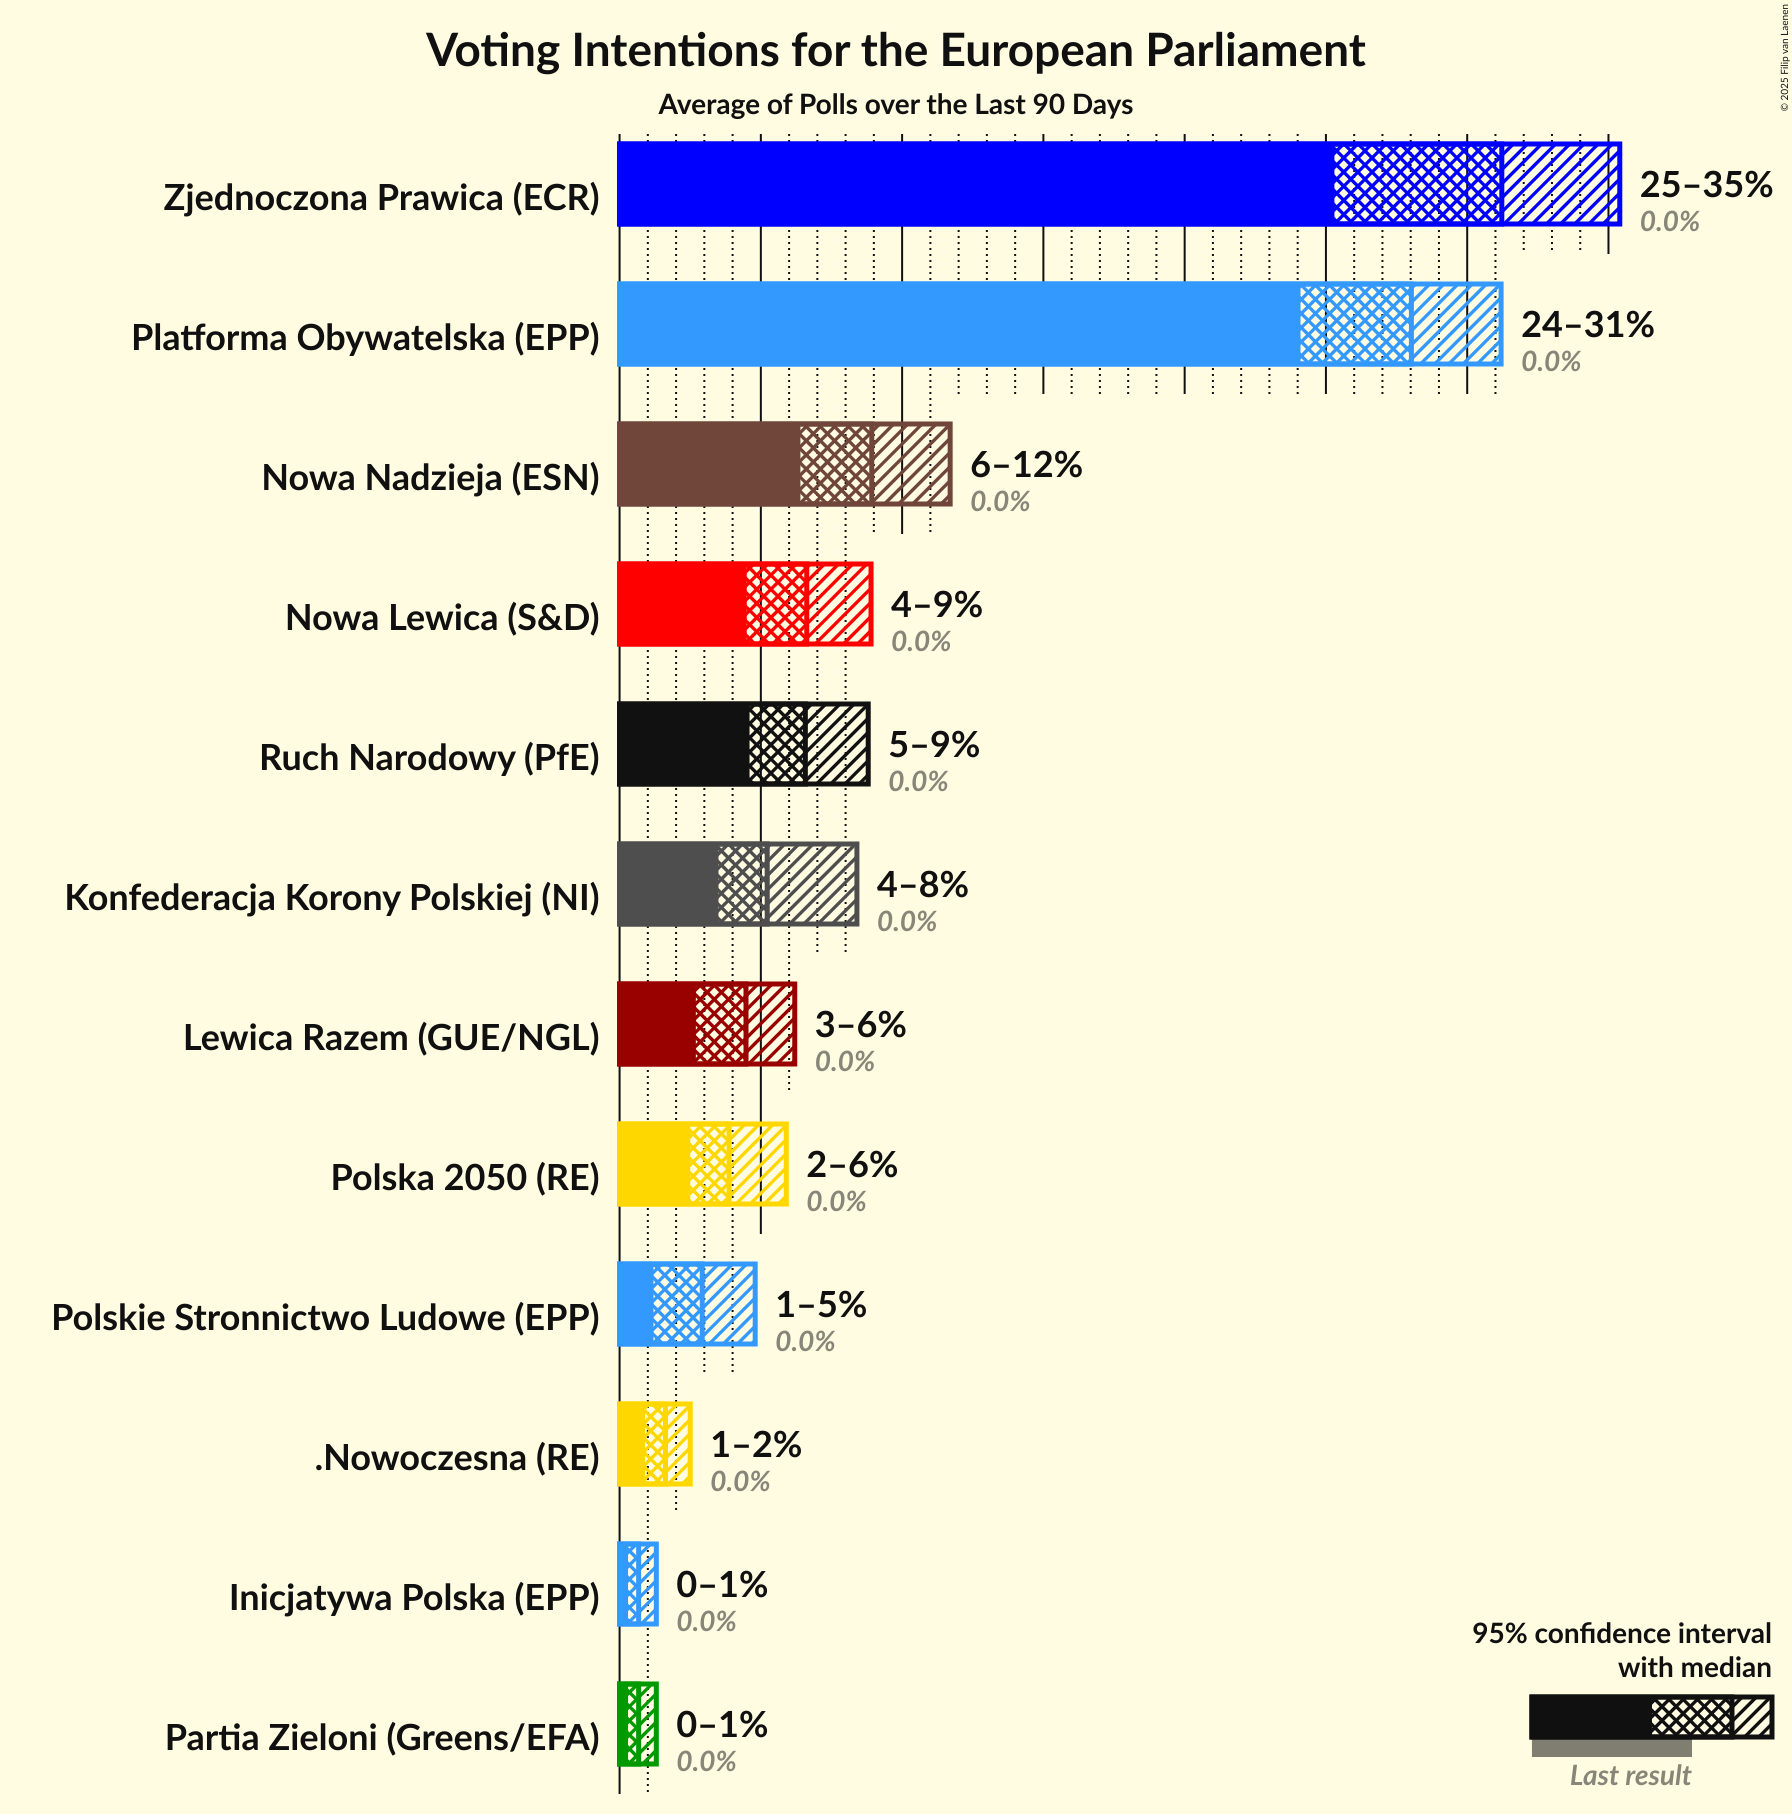 Voting Intentions for the European Parliament
Average of Polls over the Last 90 Days
© 2025 Filip van Laenen
Zjednoczona Prawica (ECR)
25–35%
0.0%
Platforma Obywatelska (EPP)
24–31%
0.0%
Nowa Nadzieja (ESN)
6–12%
0.0%
Nowa Lewica (S&D)
4–9%
0.0%
Ruch Narodowy (PfE)
5–9%
0.0%
Konfederacja Korony Polskiej (NI)
4–8%
0.0%
Lewica Razem (GUE/NGL)
3–6%
0.0%
Polska 2050 (RE)
2–6%
0.0%
Polskie Stronnictwo Ludowe (EPP)
1–5%
0.0%
.Nowoczesna (RE)
1–2%
0.0%
Inicjatywa Polska (EPP)
0–1%
0.0%
Partia Zieloni (Greens/EFA)
0–1%
0.0%
95% confidence interval
with median
Last result